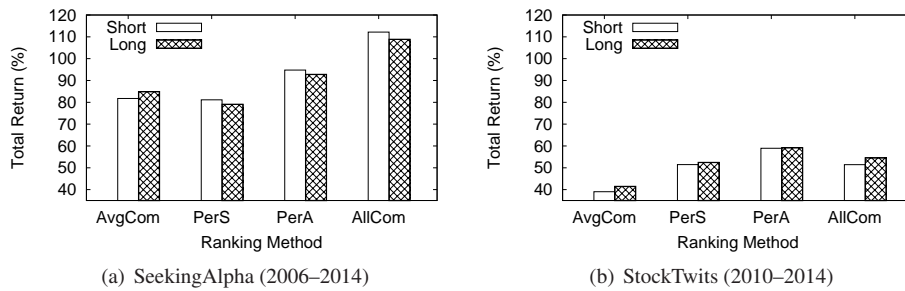 120
110
100
90
80
70
60
50
40
Total Return (%)
Short
Long
AvgCom PerS PerA AllCom
Ranking Method
(a) SeekingAlpha (2006–2014)
120
110
100
90
80
70
60
50
40
Total Return (%)
Short
Long
AvgCom PerS PerA AllCom
Ranking Method
(b) StockTwits (2010–2014)